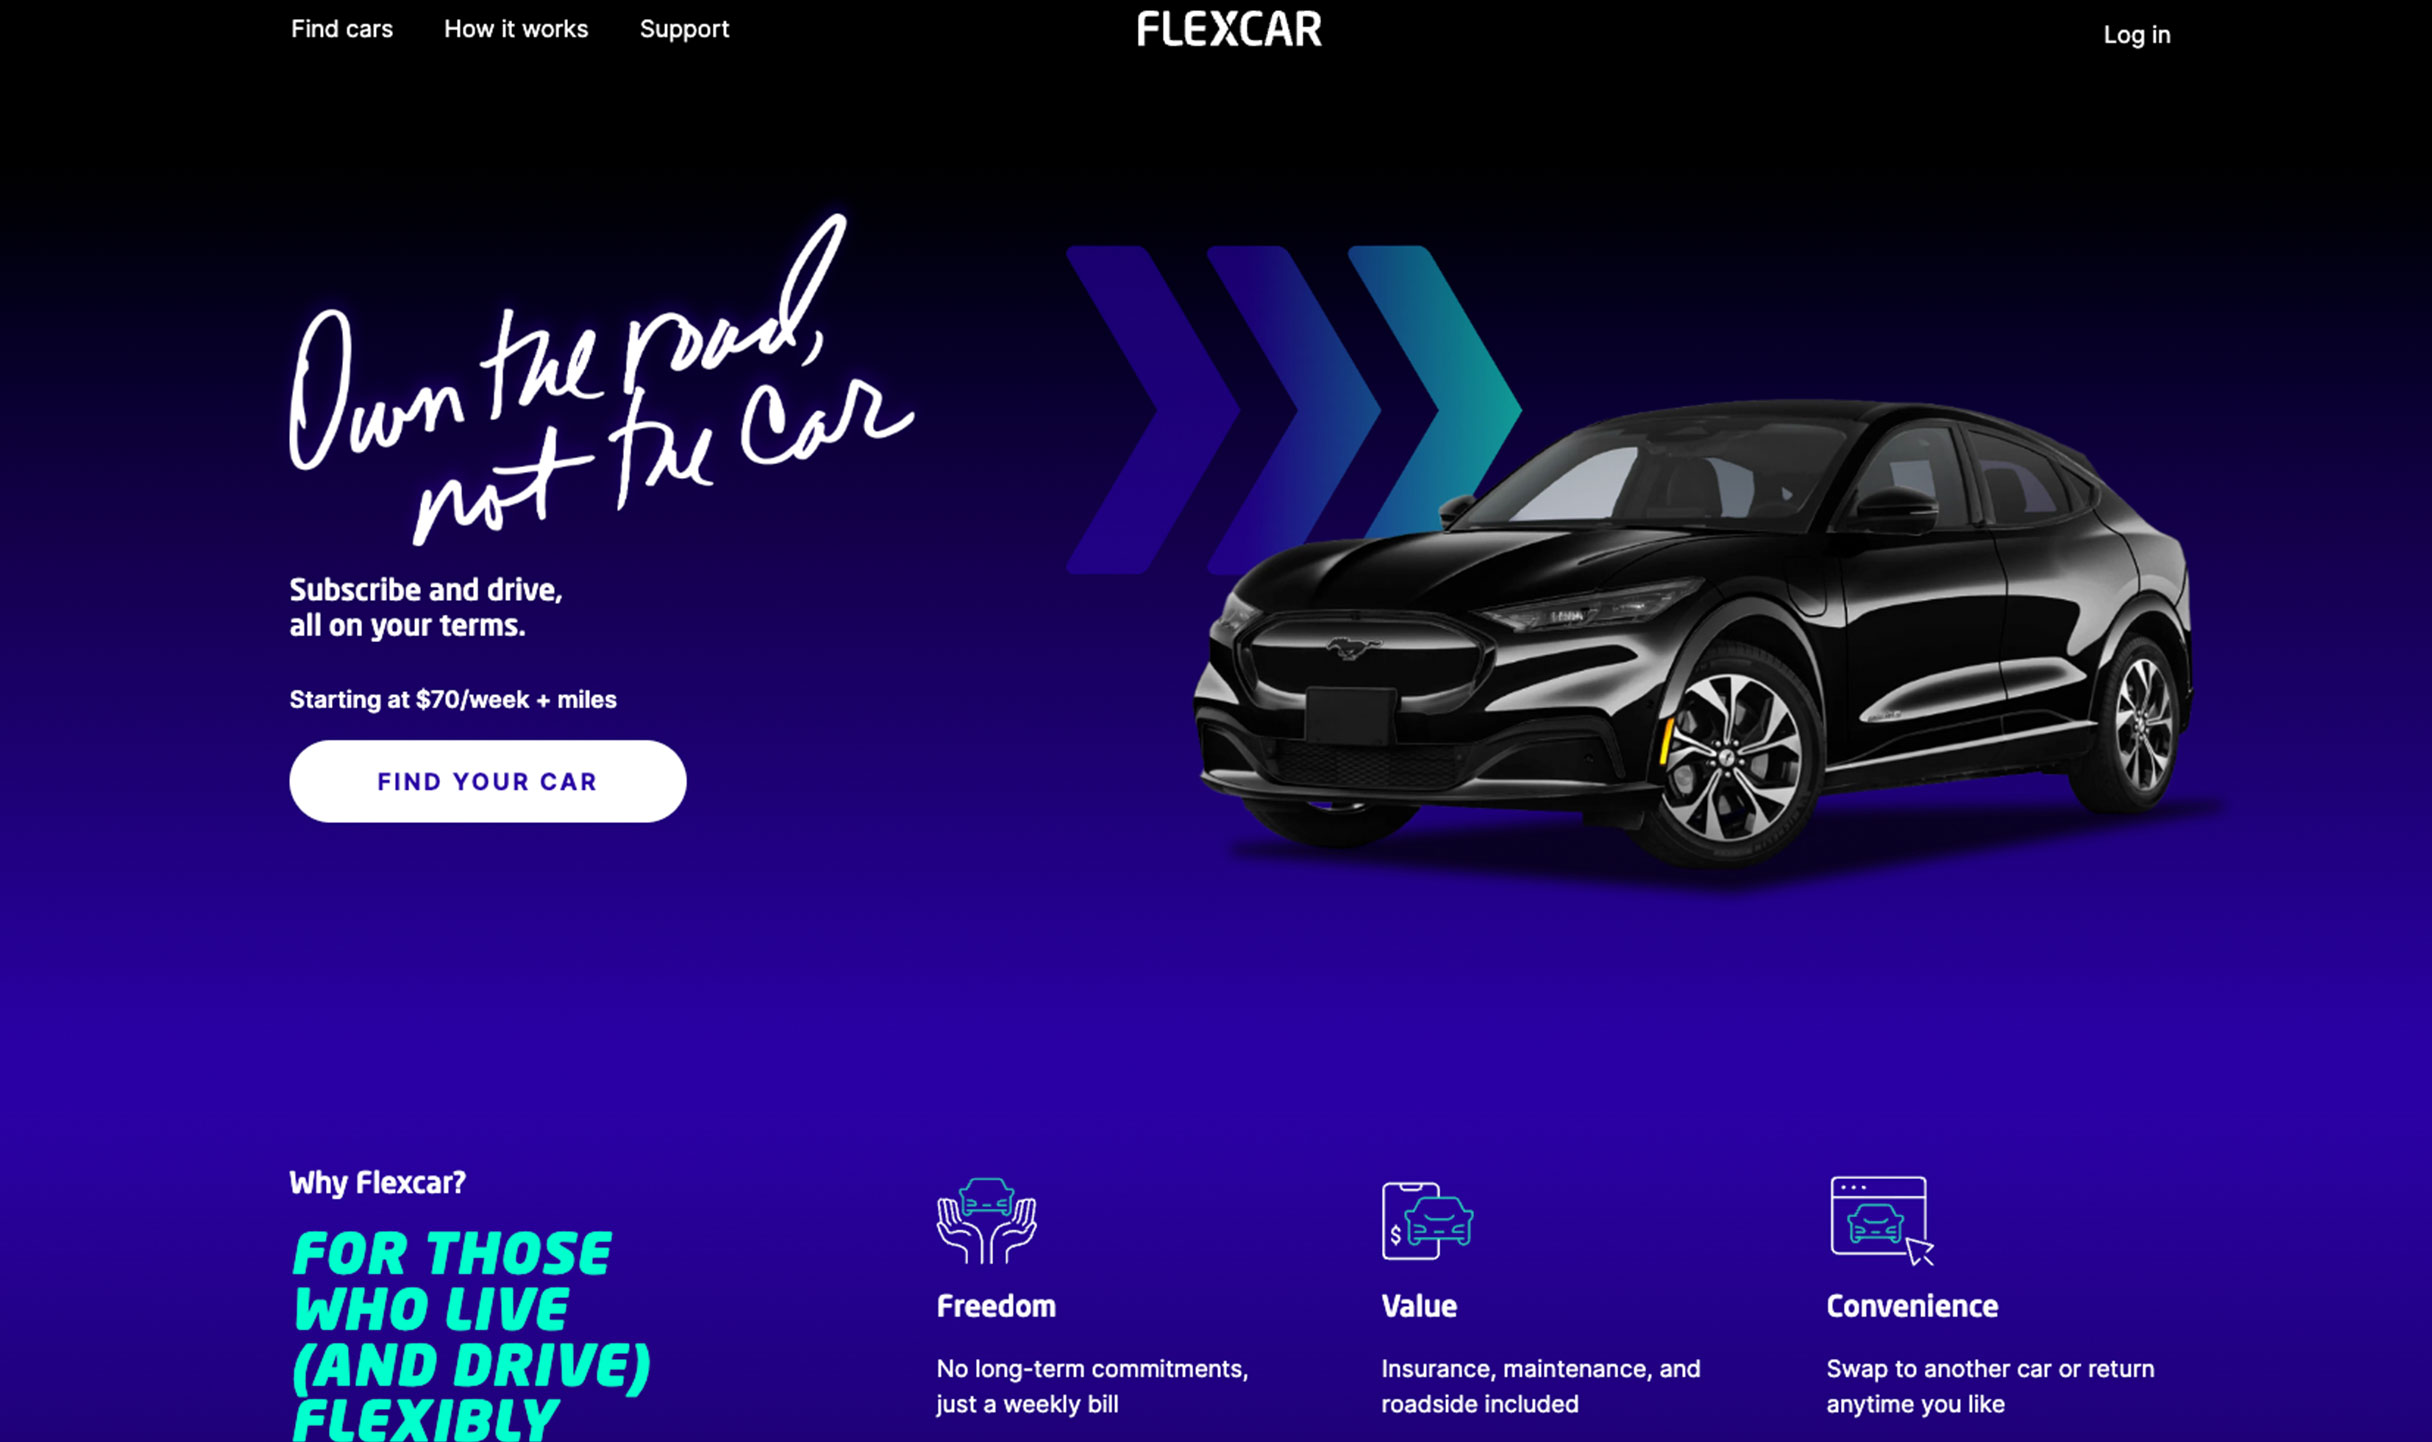 Find cars
How it works
Support
FLEXCAR
Log in
Own the road,
not the car
Subscribe and drive,
all on your terms.
Starting at $70/week + miles
FIND YOUR CAR
Why Flexcar?
FOR THOSE
WHO LIVE
(AND DRIVE)
FLEXIBLY
$
Freedom
No long-term commitments,
just a weekly bill
Value
Insurance, maintenance, and
roadside included
Convenience
Swap to another car or return
anytime you like